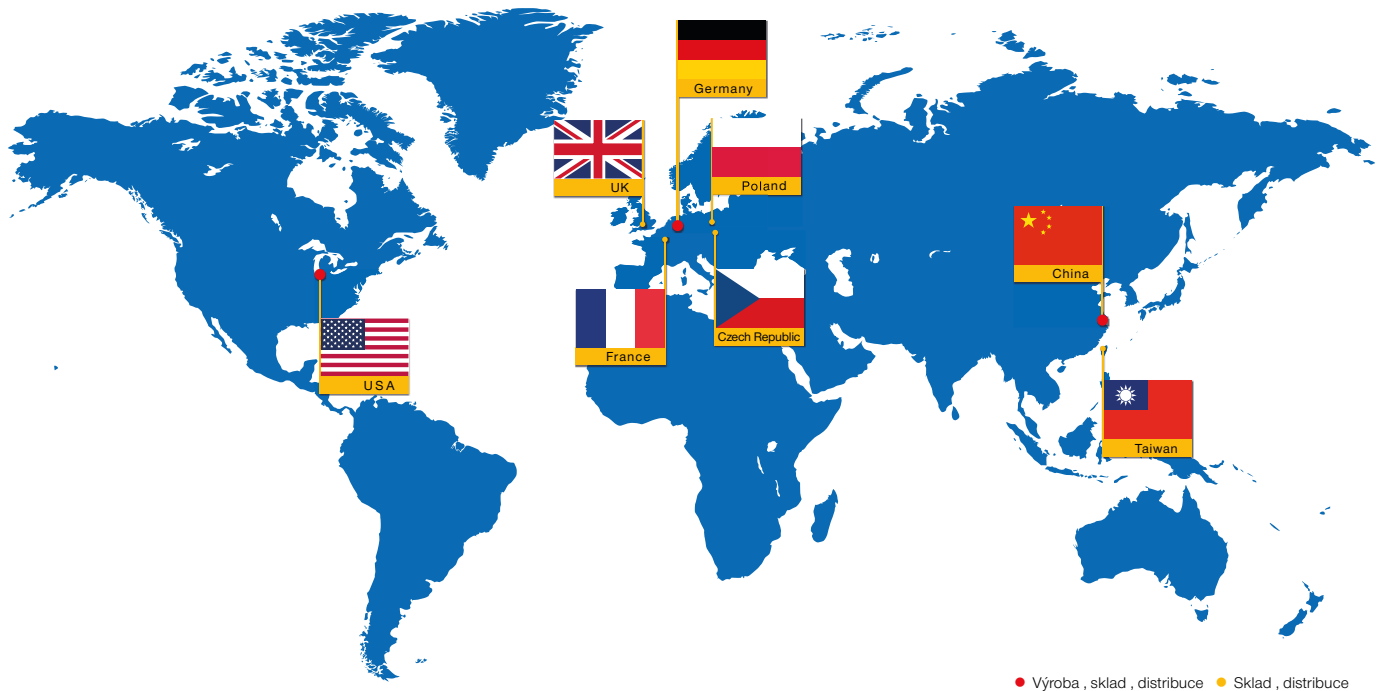 Germany
UK
Poland
China
Czech Republic
France
USA
Taiwan
Výroba , sklad , distribuce
Sklad , distribuce